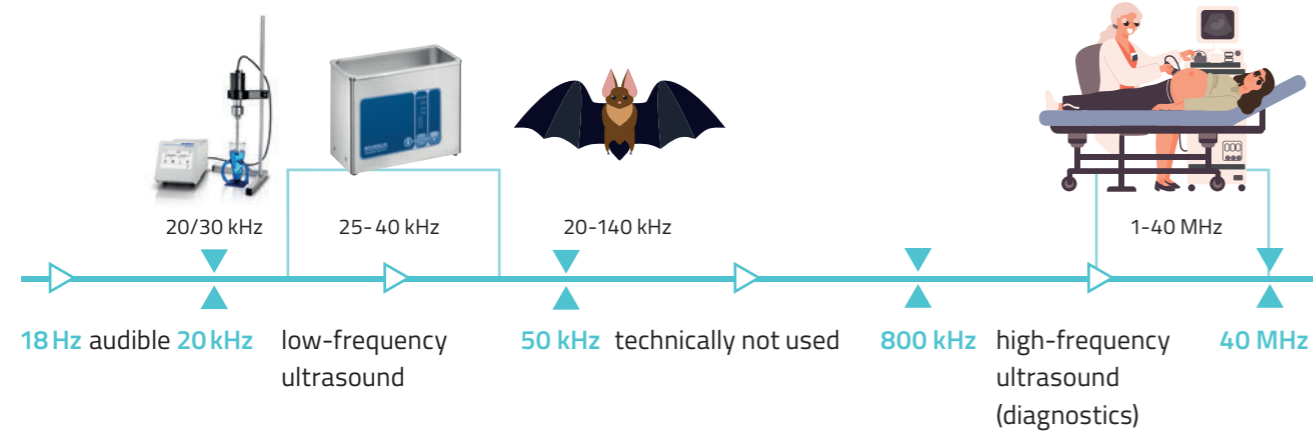 20/30 kHz
25-40 kHz
20-140 kHz
1-40 MHz
18 Hz audible 20 kHz
low-frequency
ultrasound
50 kHz technically not used
800 kHz
high-frequency
ultrasound
(diagnostics)
40 MHz